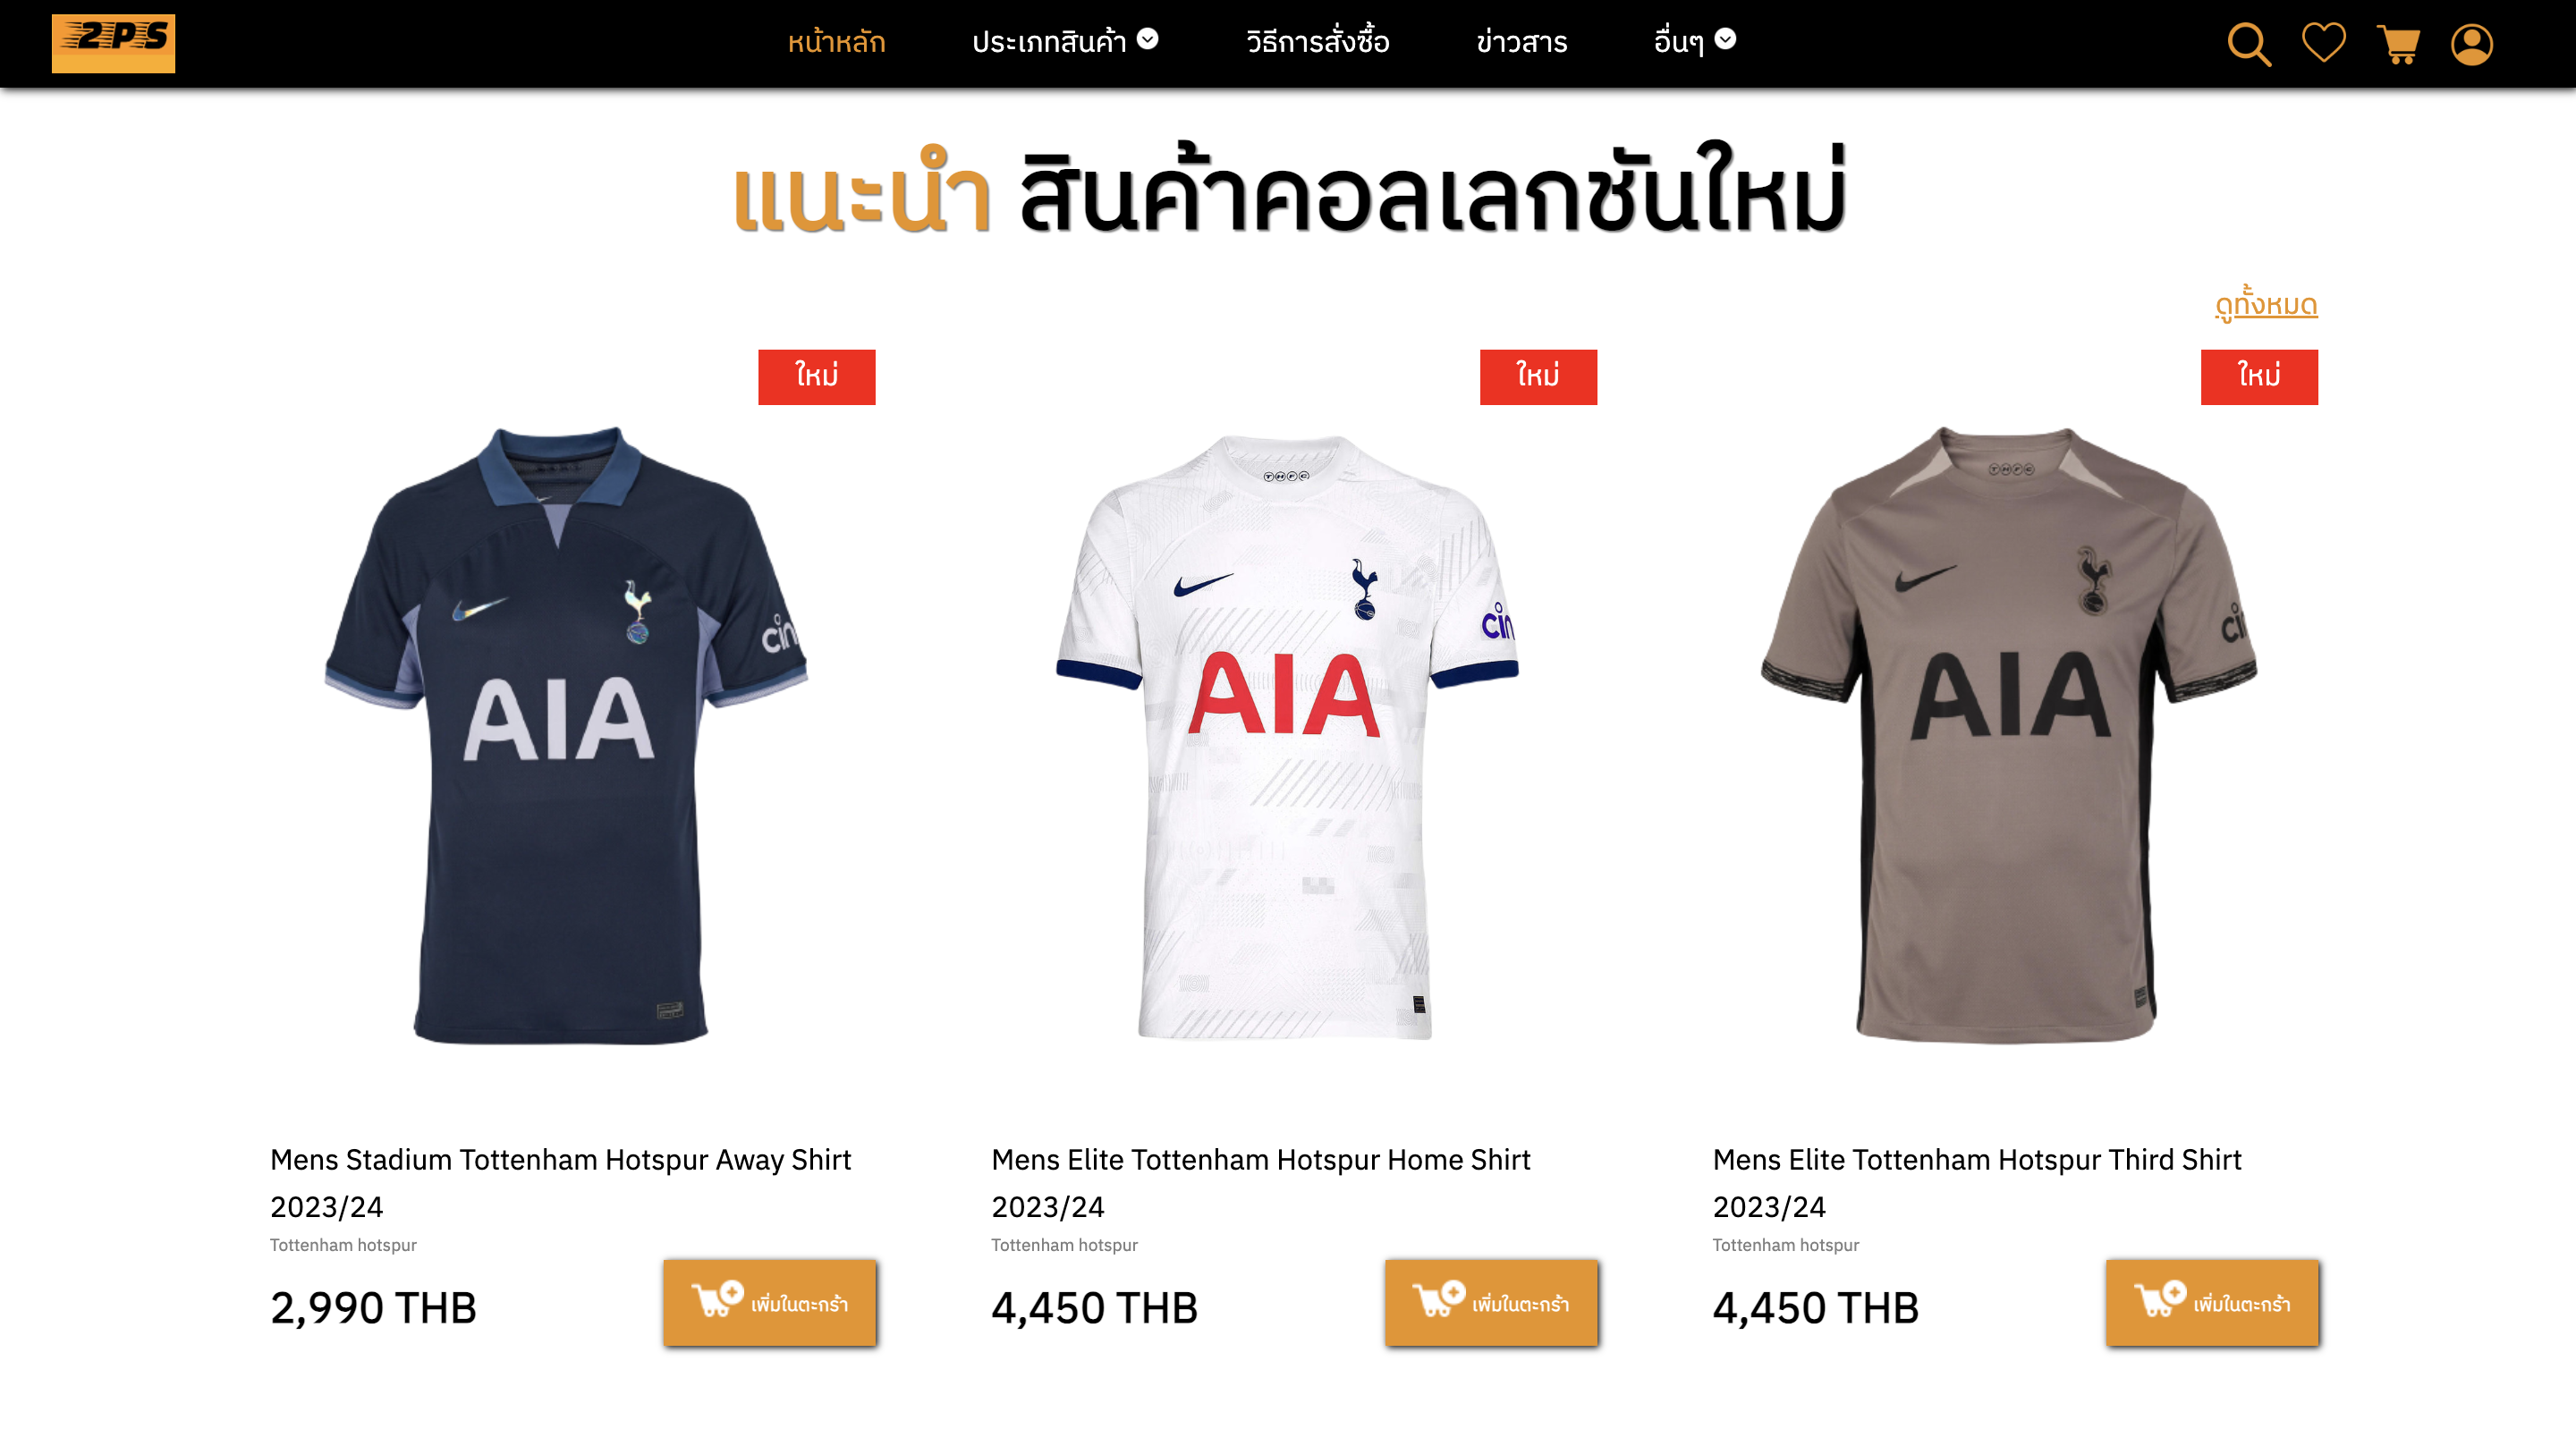 2PS
หน้าหลัก ประเภทสินค้า วิธีการสั่งซื้อ ข่าวสาร อื่นๆ
แนะนำ สินค้าคอลเลกชันใหม่
ดูทั้งหมด
ใหม่ ใหม่ ใหม่
THFC THFC
cin cin ci
AIA AIA AIA
Mens Stadium Tottenham Hotspur Away Shirt
2023/24
Tottenham hotspur
2,990 THB
เพิ่มในตะกร้า
Mens Elite Tottenham Hotspur Home Shirt
2023/24
Tottenham hotspur
4,450 THB
เพิ่มในตะกร้า
Mens Elite Tottenham Hotspur Third Shirt
2023/24
Tottenham hotspur
4,450 THB
เพิ่มในตะกร้า